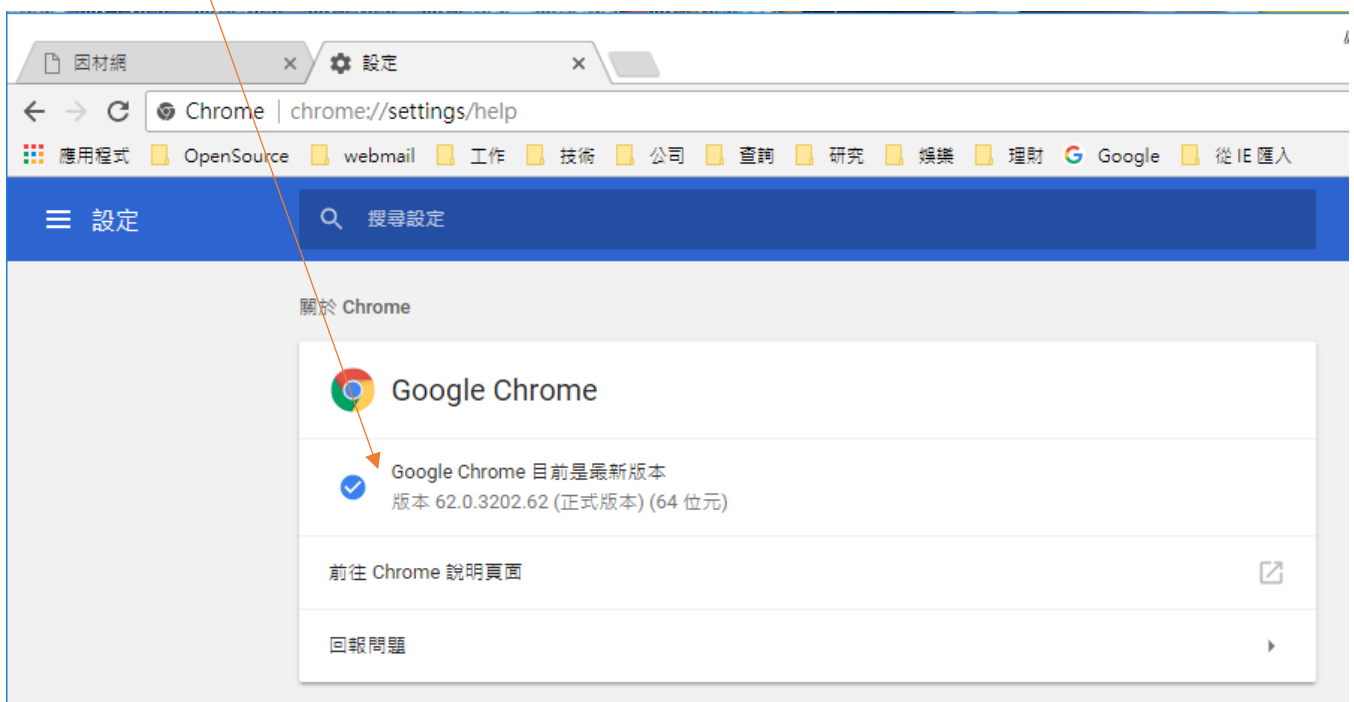 因材網
設定
Chrome | chrome://settings/help
應用程式 OpenSource webmail 工作 技術 公司 查詢 研究 娛樂 理財 Google 從 IE 匯入
設定
搜尋設定
關於 Chrome
Google Chrome
Google Chrome 目前是最新版本
版本 62.0.3202.62 (正式版本) (64 位元)
前往 Chrome 說明頁面
回報問題